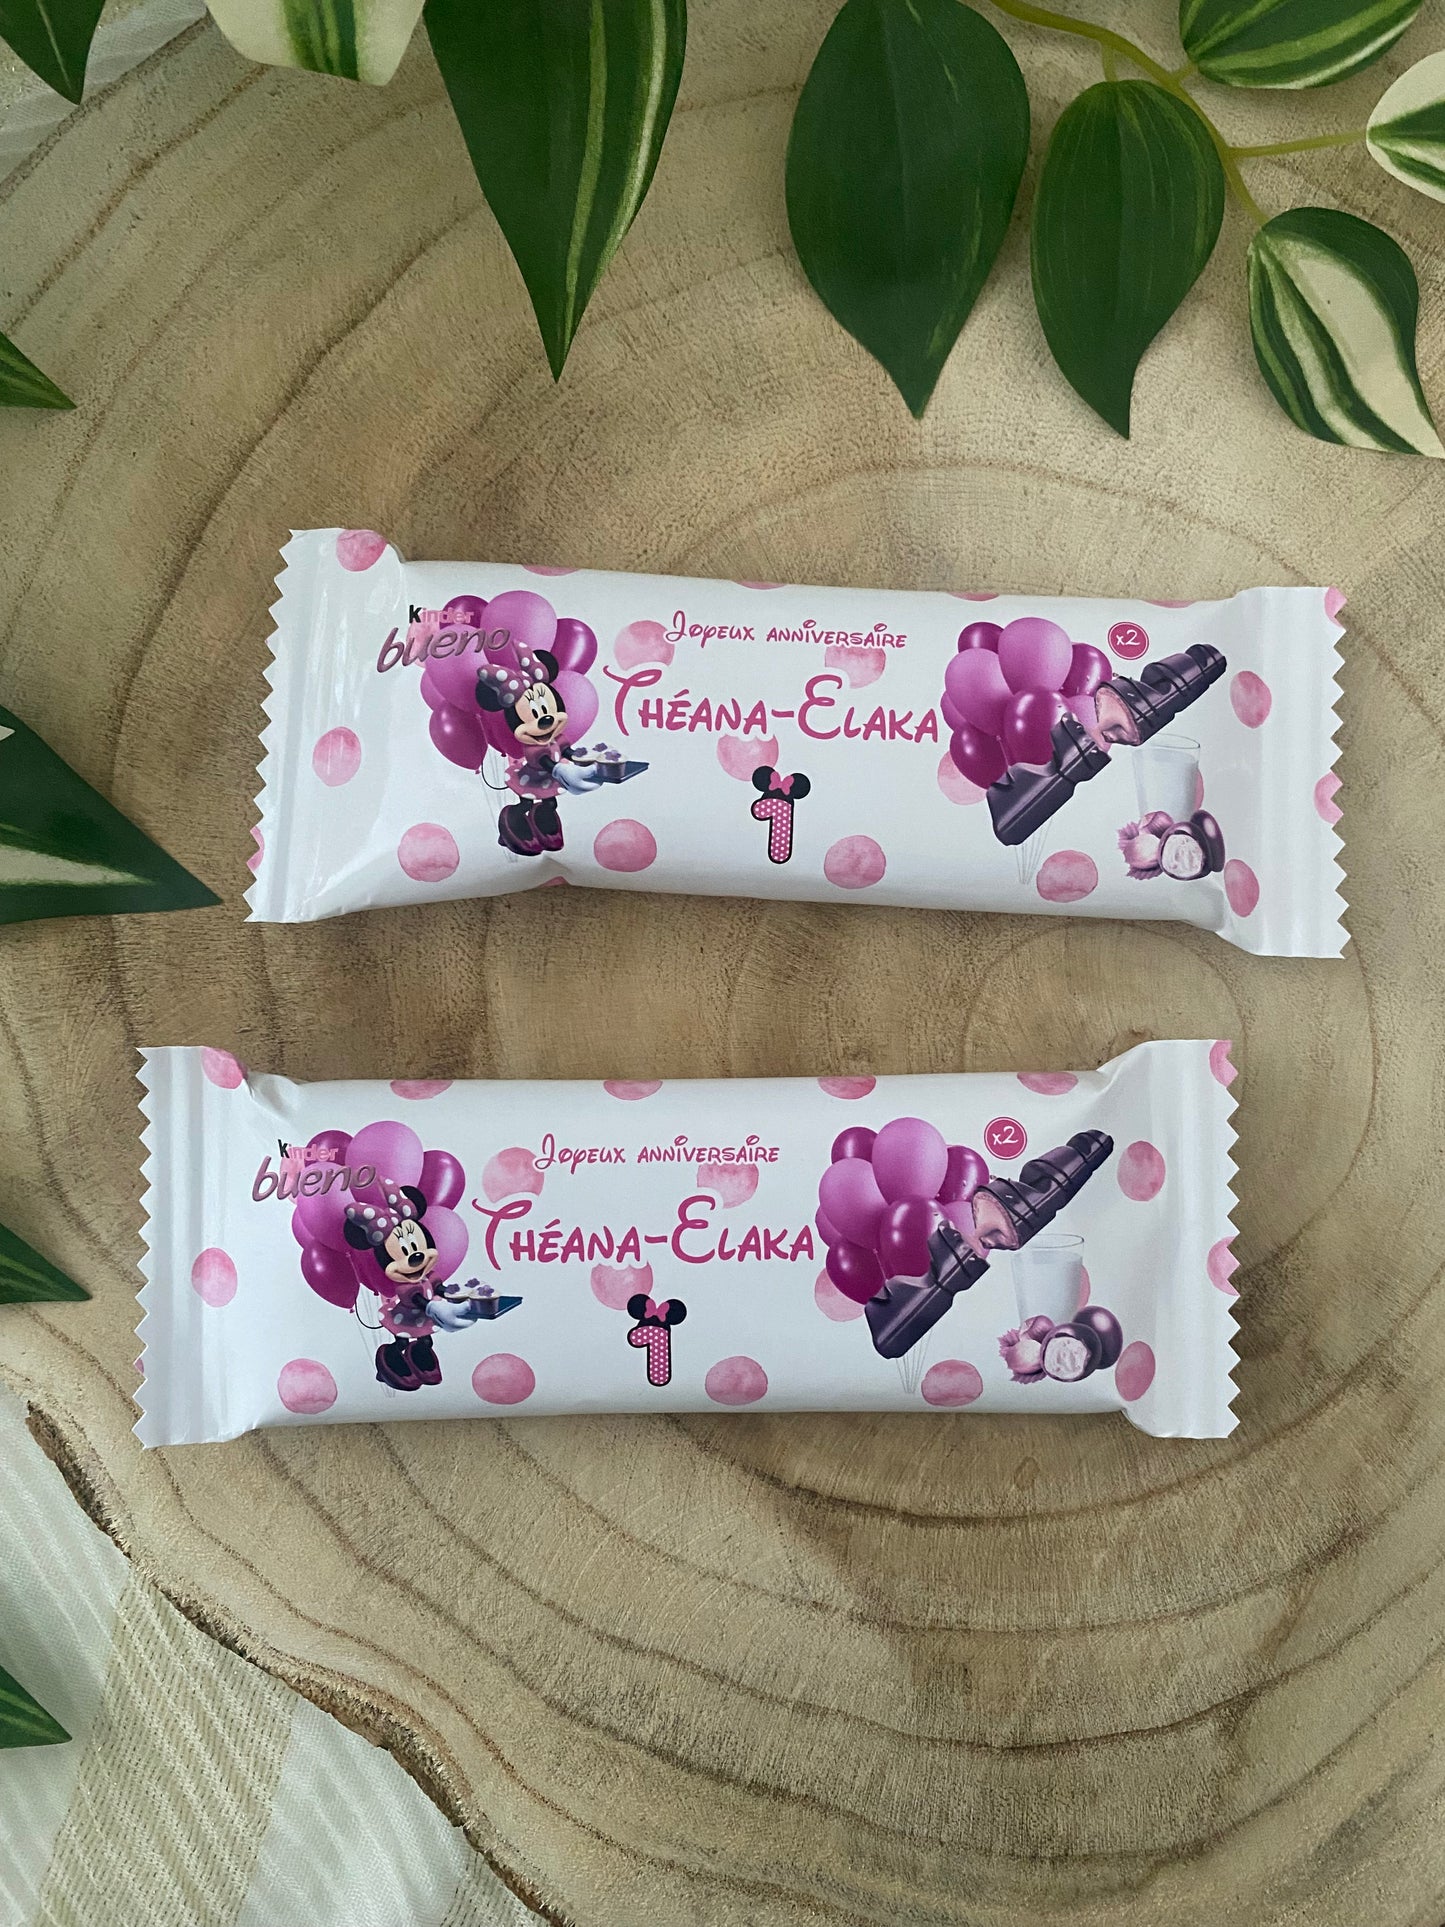 Kinder
bueno
Joyeux anniversaire
x2
Théana-Elaka
1
Kinder
bueno
Joyeux anniversaire
x2
Théana-Elaka
1